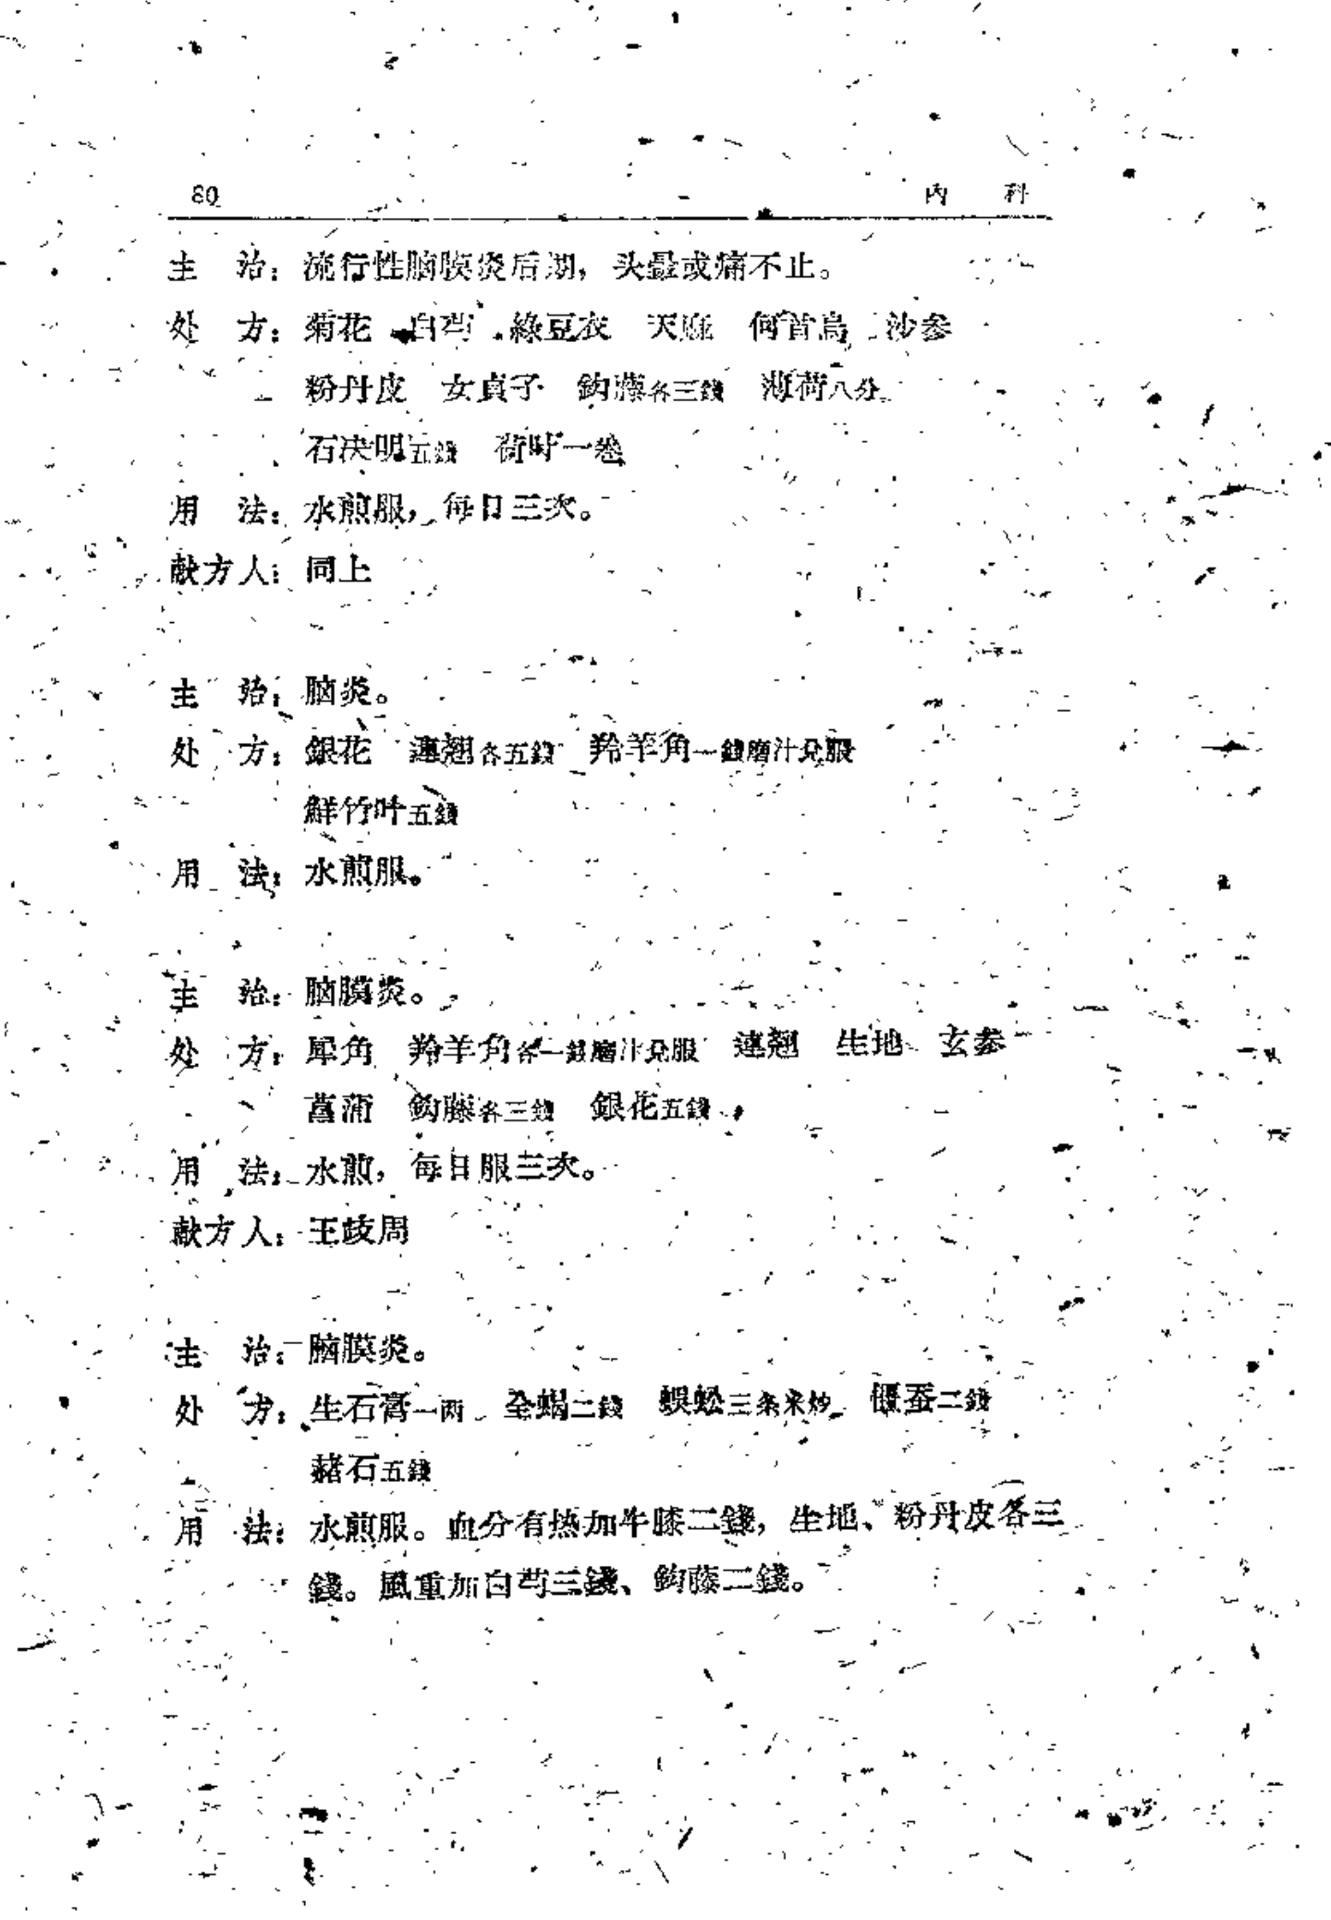 80 内 科
主 治：流行性脑膜炎后期，头晕或痛不止。
处 方：菊花 白芍 綠豆衣 天麻 何首烏 沙参
粉丹皮 女貞子 鈎藤各三錢 薄荷八分
石决明五錢 荷叶一卷
用 法：水煎服，每日三次。
献方人：同上
主 治：脑炎。
处 方：銀花 連翘各五錢 羚羊角一錢磨汁兑服
鮮竹叶五錢
用 法：水煎服。
主 治：脑膜炎。
处 方：犀角 羚羊角各一錢磨汁兑服 連翘 生地 玄参
菖蒲 鈎藤各三錢 銀花五錢
用 法：水煎，每日服三次。
献方人：王歧周
主 治：脑膜炎。
处 方：生石膏一两 全蝎二錢 蜈蚣三条米炒 僵蚕二錢
赭石五錢
用 法：水煎服。血分有热加牛膝二錢，生地、粉丹皮各三
錢。風重加白芍三錢、鈎藤二錢。